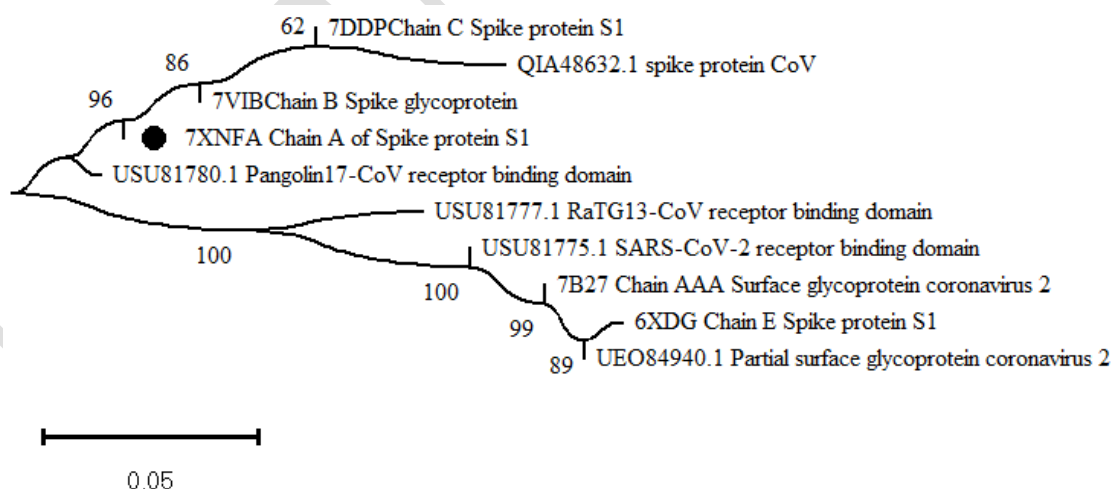 62 7DDPChain C Spike protein S1
QIA48632.1 spike protein CoV
86
7VIBChain B Spike glycoprotein
96
7XNFA Chain A of Spike protein S1
USU81780.1 Pangolin17-CoV receptor binding domain
USU81777.1 RaTG13-CoV receptor binding domain
100
USU81775.1 SARS-CoV-2 receptor binding domain
100
7B27 Chain AAA Surface glycoprotein coronavirus 2
99
6XDG Chain E Spike protein S1
89 UEO84940.1 Partial surface glycoprotein coronavirus 2
0.05